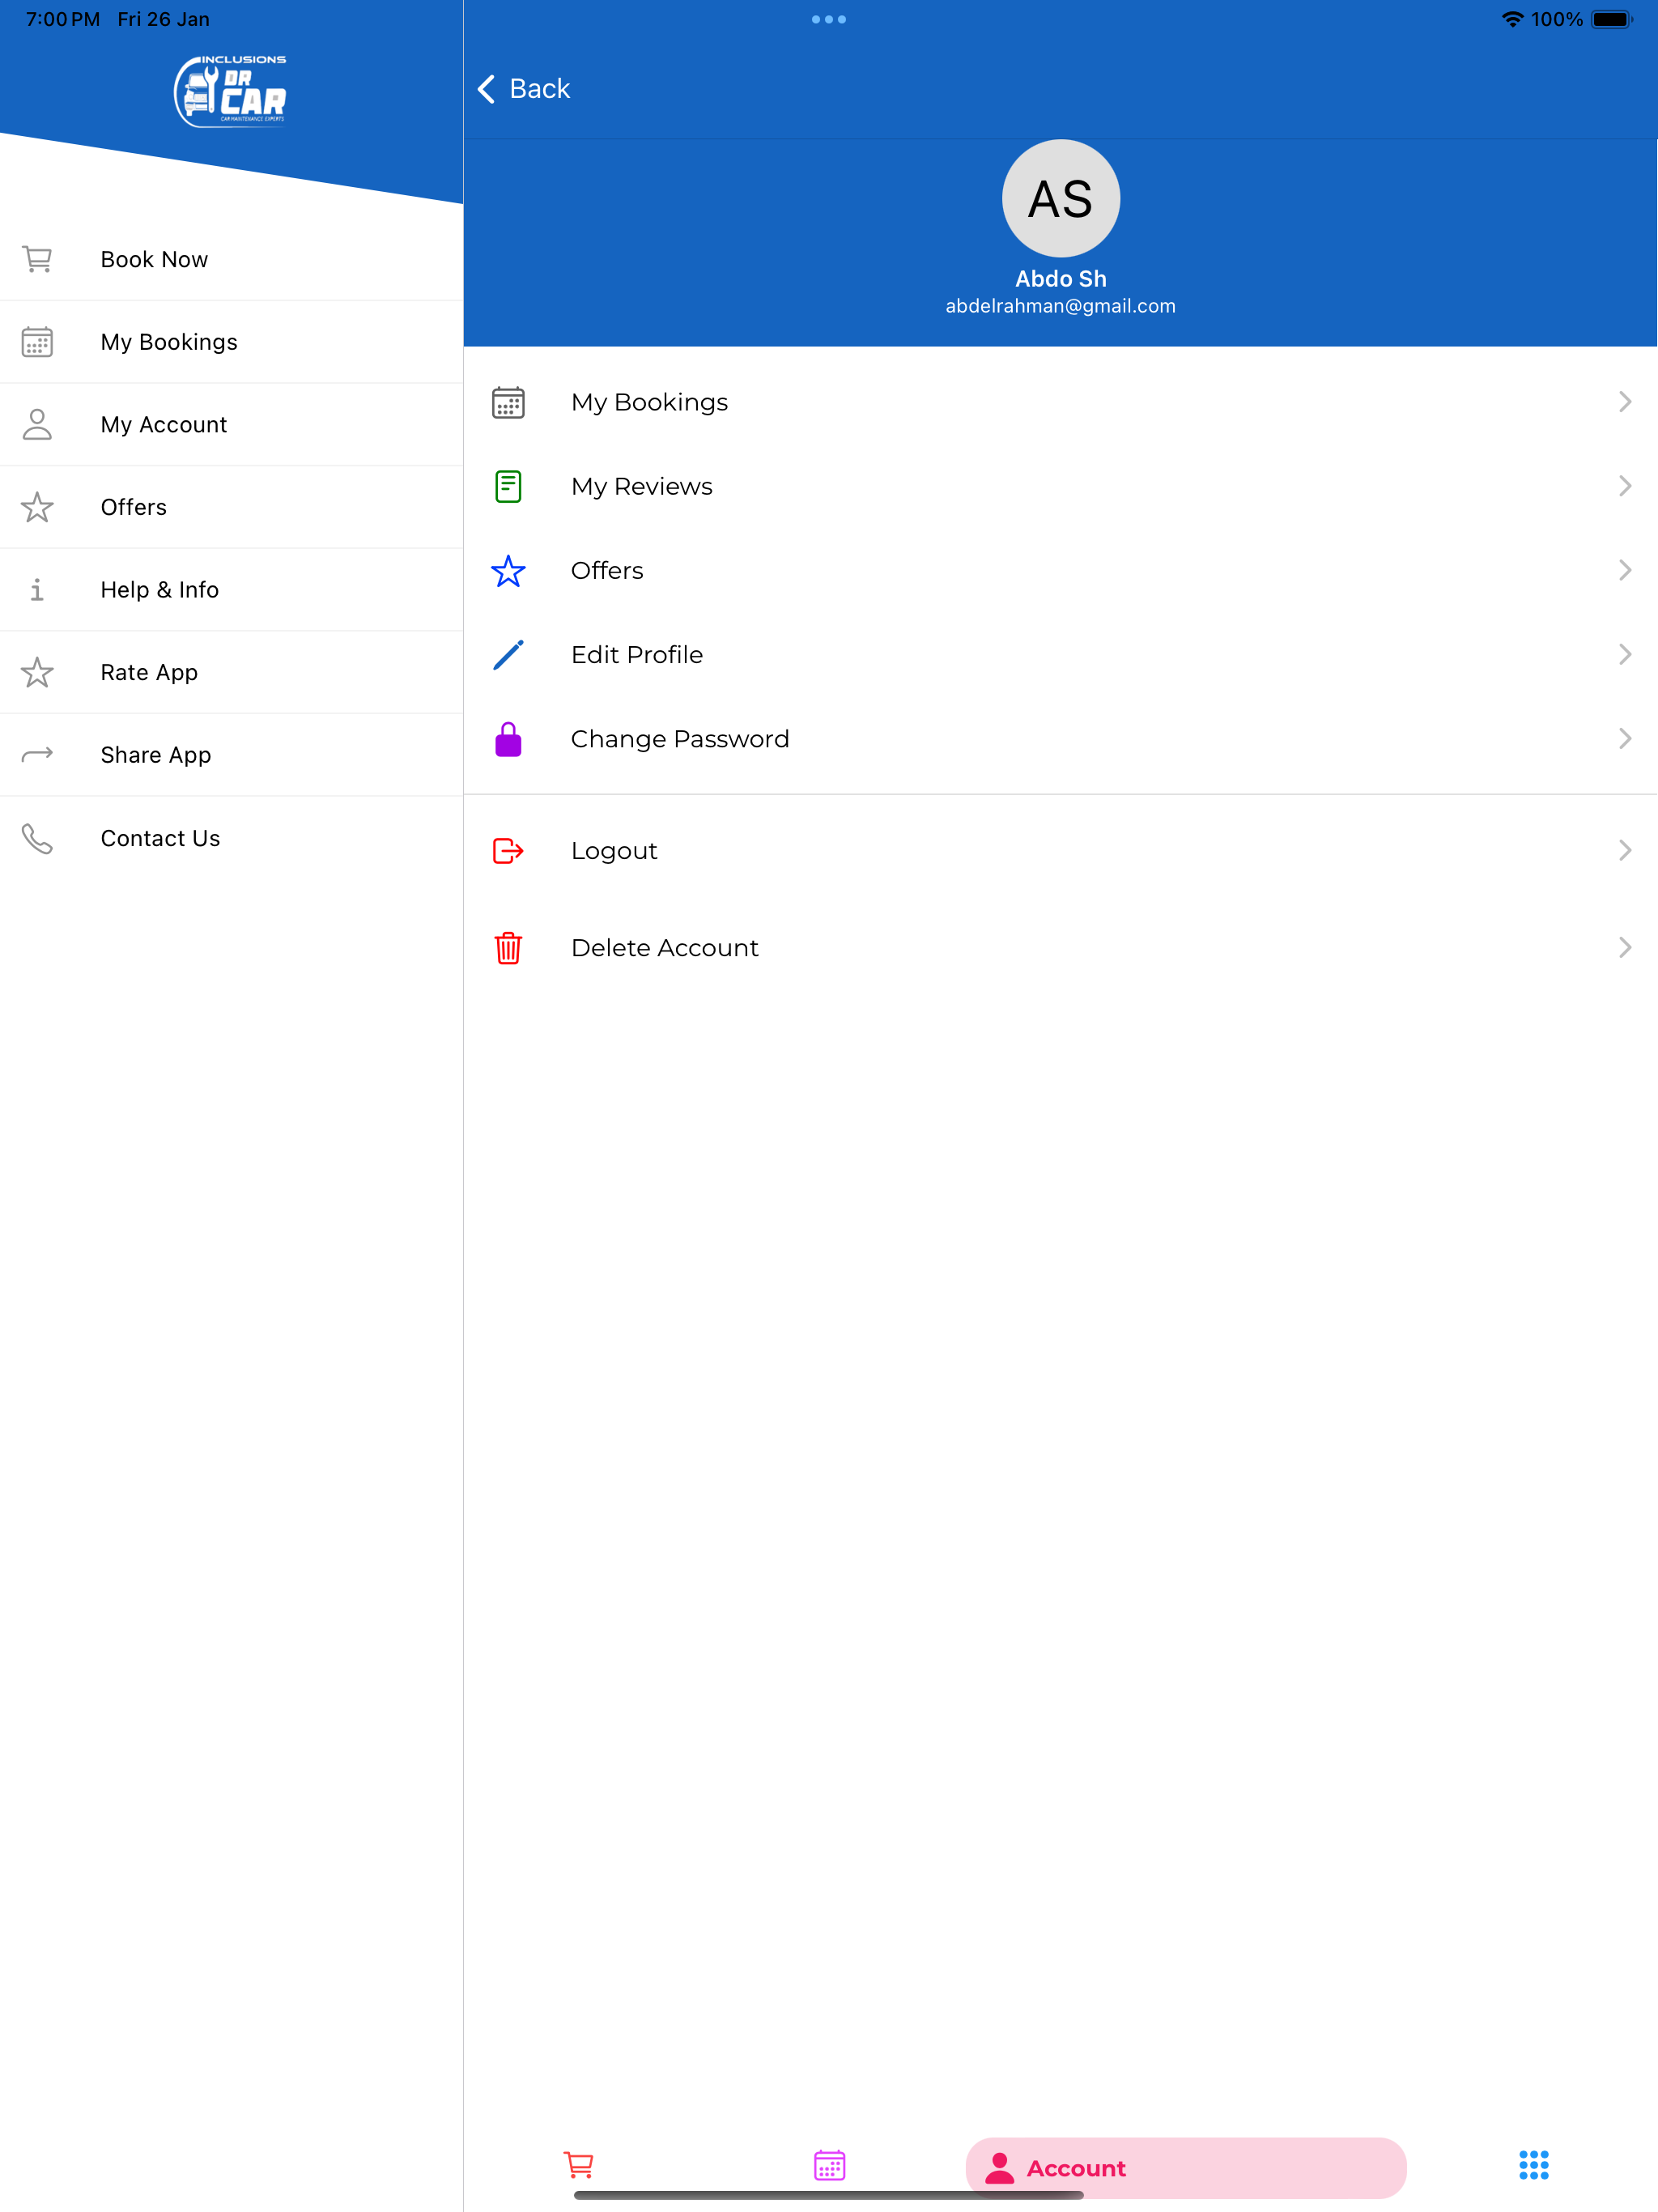 7:00 PM Fri 26 Jan
100%
INCLUSIONS
DR
CAR
CAR MAINTENANCE EXPERTS
Book Now
My Bookings
My Account
Offers
Help & Info
Rate App
Share App
Contact Us
Back
AS
Abdo Sh
abdelrahman@gmail.com
My Bookings
My Reviews
Offers
Edit Profile
Change Password
Logout
Delete Account
Account